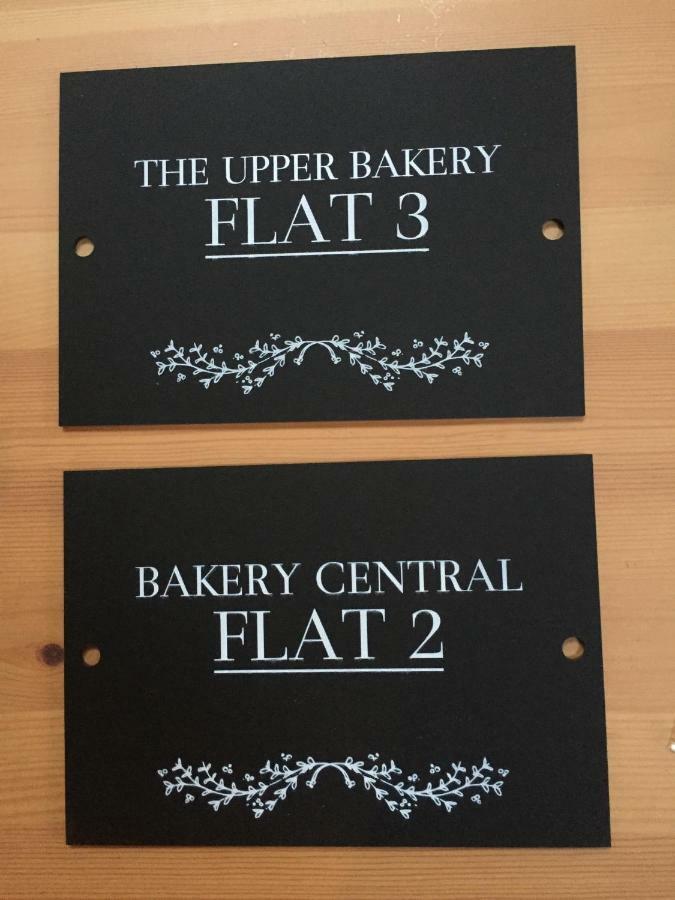 THE UPPER BAKERY
FLAT 3
BAKERY CENTRAL
FLAT 2